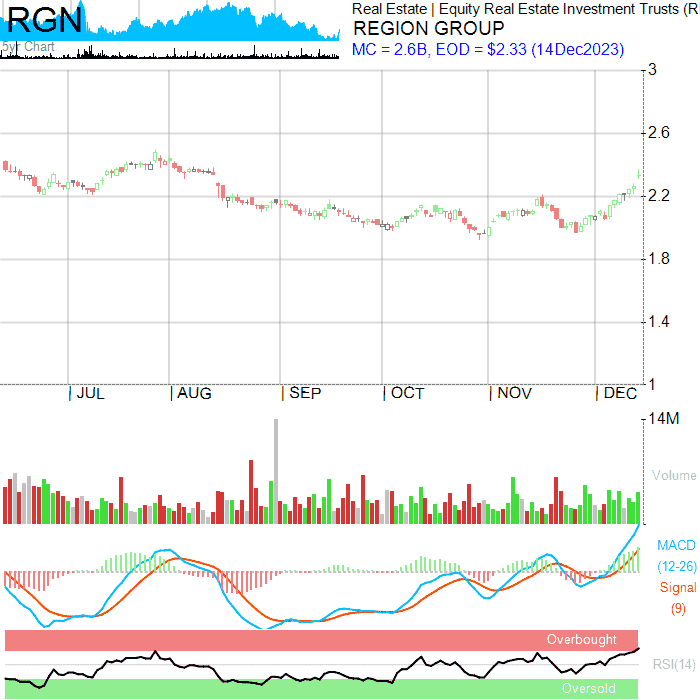 RGN
5yr Chart
Real Estate | Equity Real Estate Investment Trusts (R
REGION GROUP
MC = 2.6B, EOD = $2.33 (14Dec2023)
3
2.6
2.2
1.8
1.4
1
| JUL | AUG | SEP | OCT | NOV | DEC
14M
Volume
MACD
(12-26)
Signal
(9)
Overbought
RSI(14)
Oversold